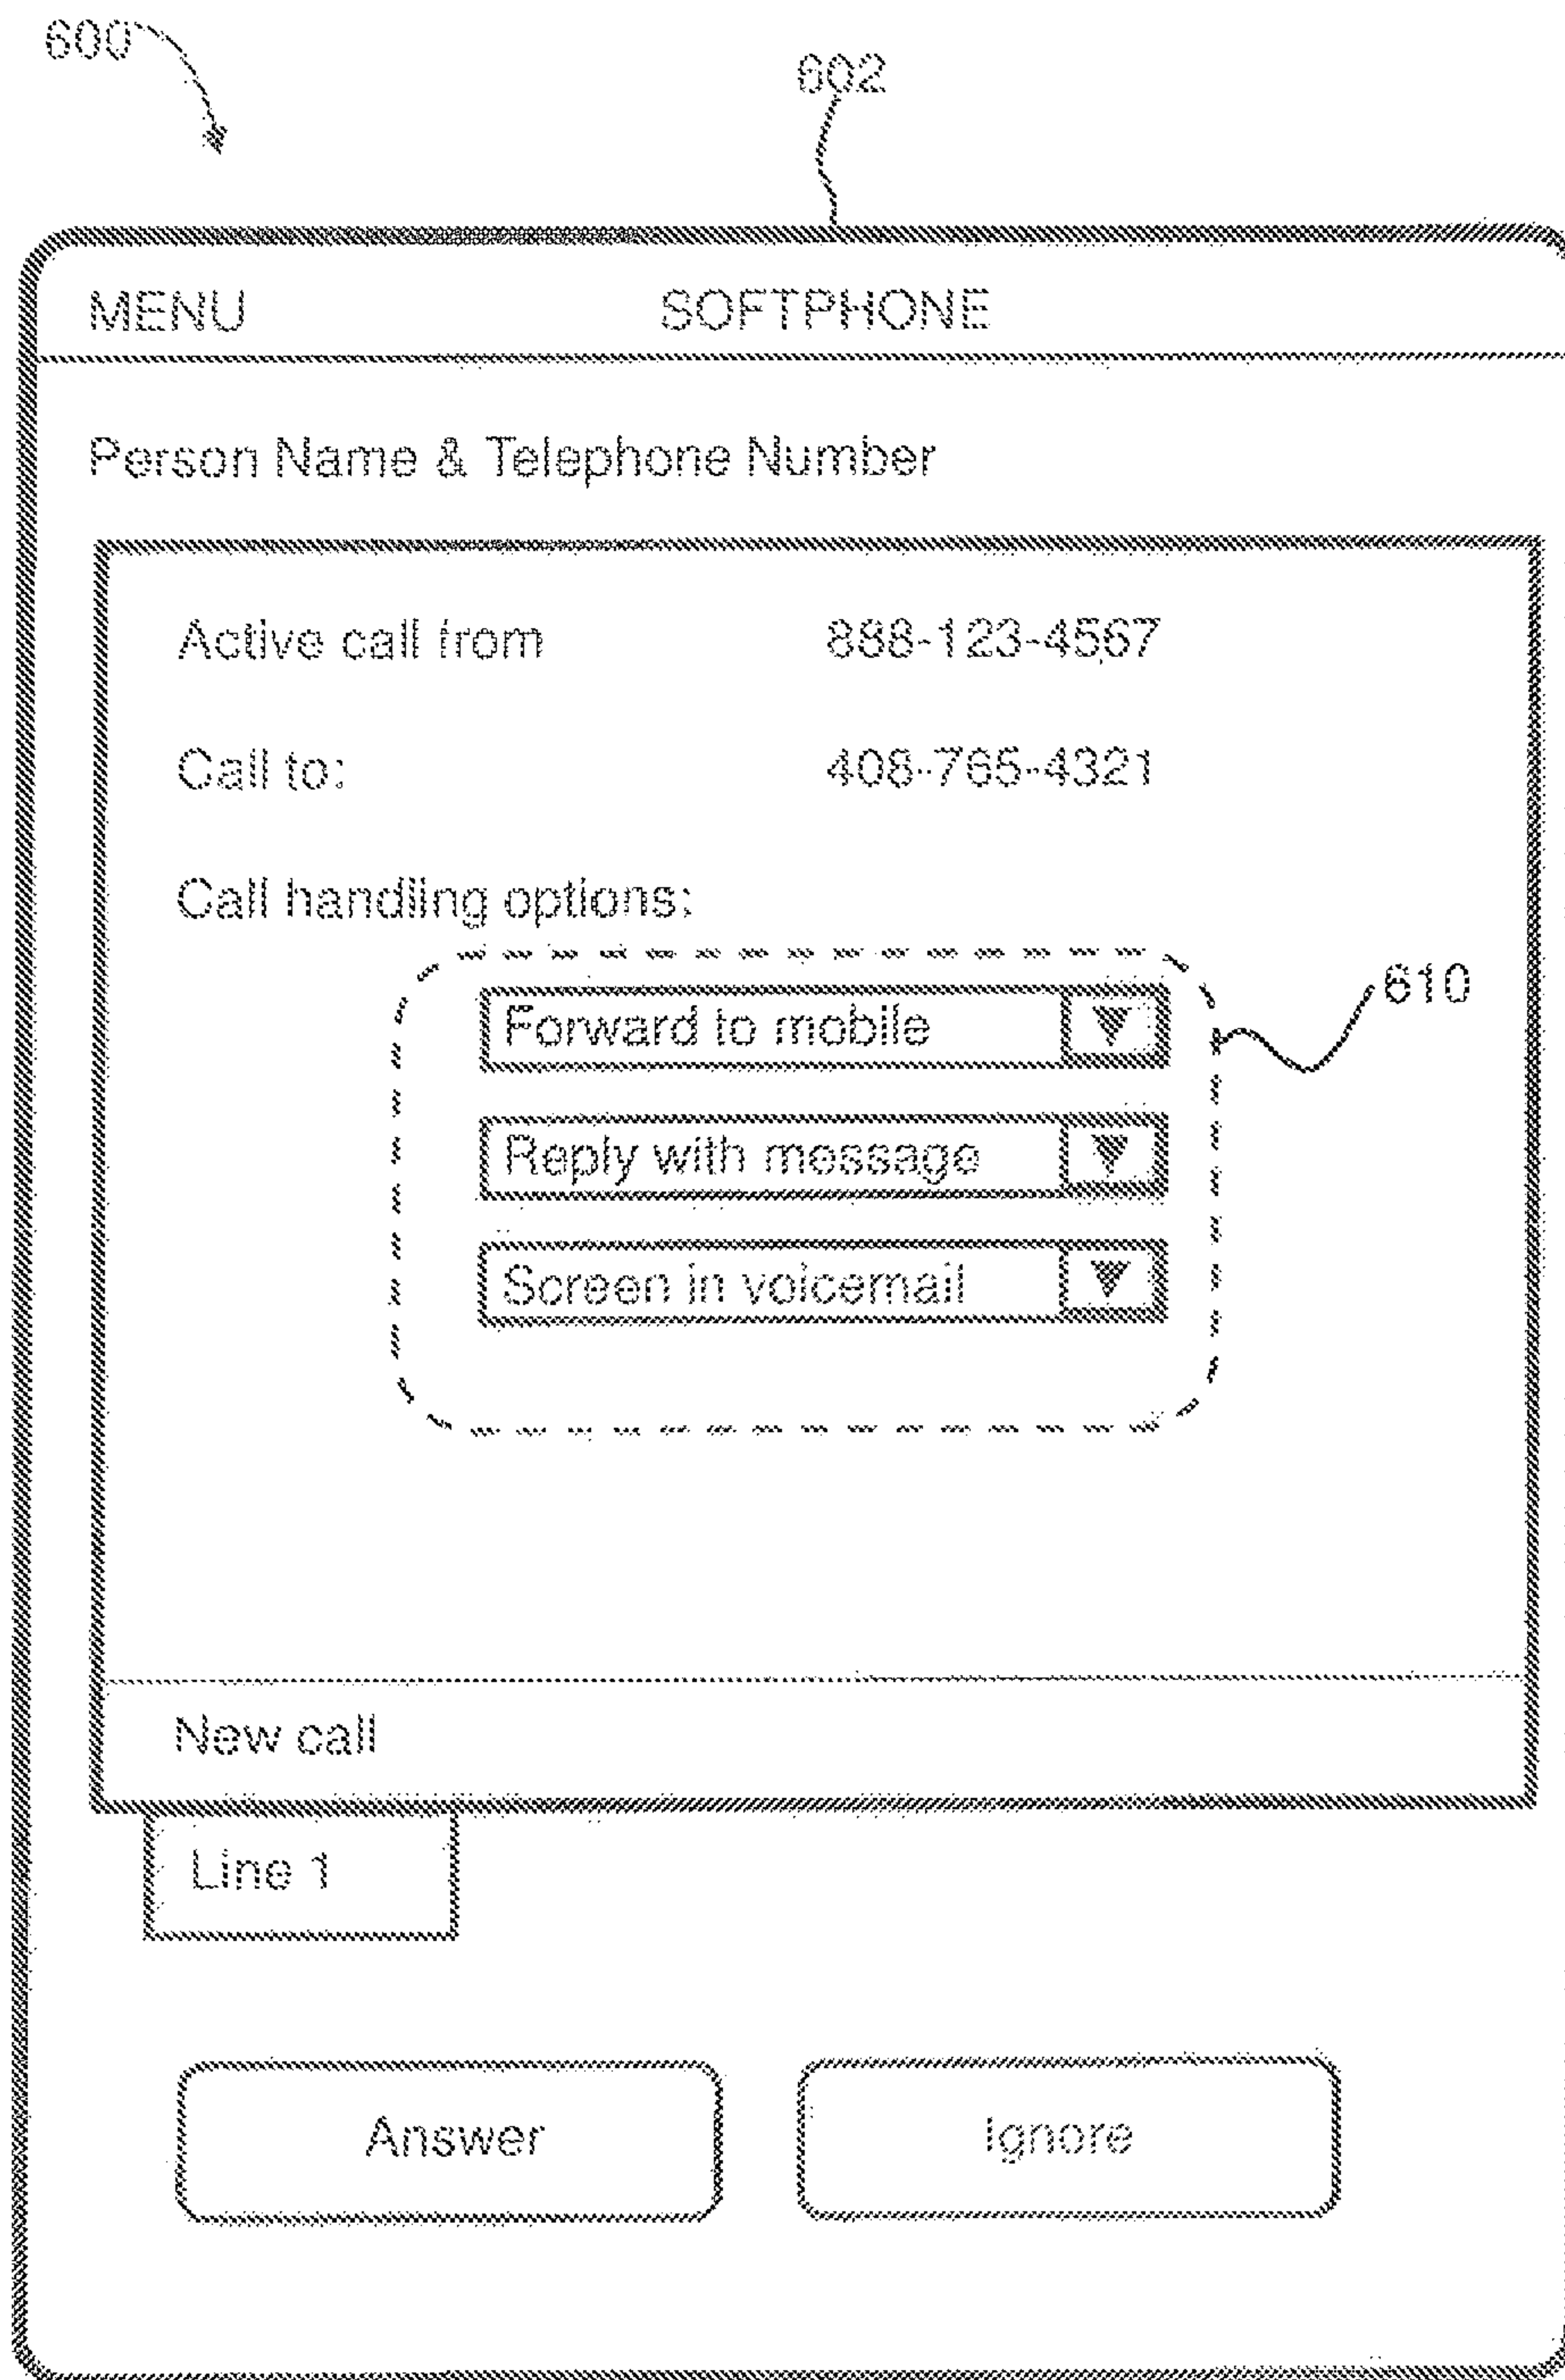 600
602
MENU SOFTPHONE
Person Name & Telephone Number
Active call from 888-123-4567
Call to: 408-765-4321
Call handling options:
610
Forward to mobile
Reply with message
Screen in voicemail
New call
Line 1
Answer Ignore